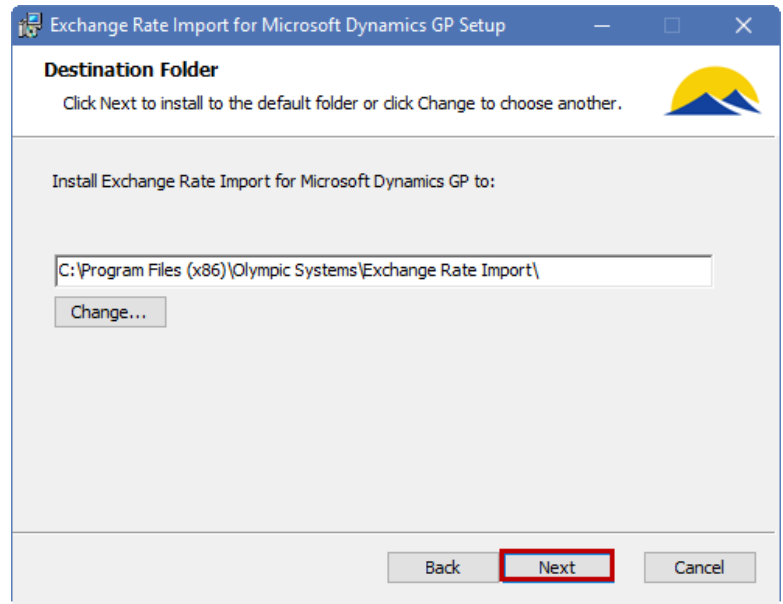 Exchange Rate Import for Microsoft Dynamics GP Setup
Destination Folder
Click Next to install to the default folder or click Change to choose another.
Install Exchange Rate Import for Microsoft Dynamics GP to:
C:\Program Files (x86)\Olympic Systems\Exchange Rate Import\
Change...
Back Next Cancel